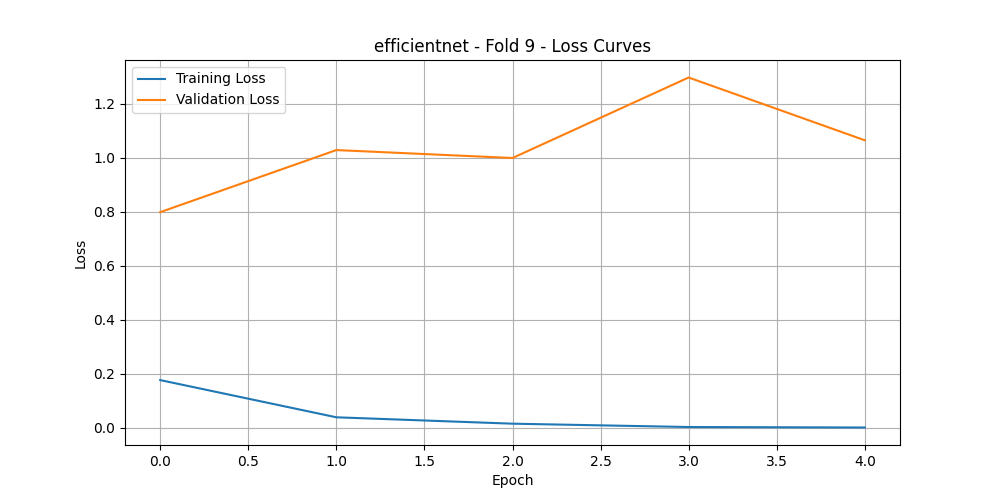 efficientnet - Fold 9 - Loss Curves
Training Loss
Validation Loss
1.2
1.0
0.8
0.6
0.4
0.2
0.0
Loss
0.0 0.5 1.0 1.5 2.0 2.5 3.0 3.5 4.0
Epoch